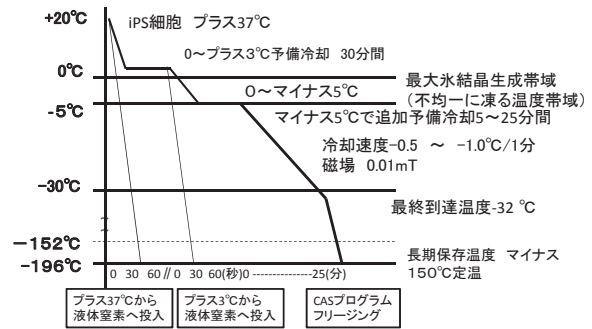 +20℃
iPS細胞 プラス37℃
0~プラス3℃予備冷却 30分間
0℃
最大氷結晶生成帯域
0~マイナス5℃
(不均一に凍る温度帯域)
-5℃
マイナス5℃で追加予備冷却5~25分間
冷却速度-0.5 ~ -1.0℃/1分
磁場 0.01mT
-30℃
最終到達温度-32 ℃
-152℃
長期保存温度 マイナス
150℃定温
-196℃
0 30 60 // 0 30 60(秒)0 ---------------25(分)
プラス37℃から
液体窒素へ投入
プラス3℃から
液体窒素へ投入
CASプログラム
フリージング